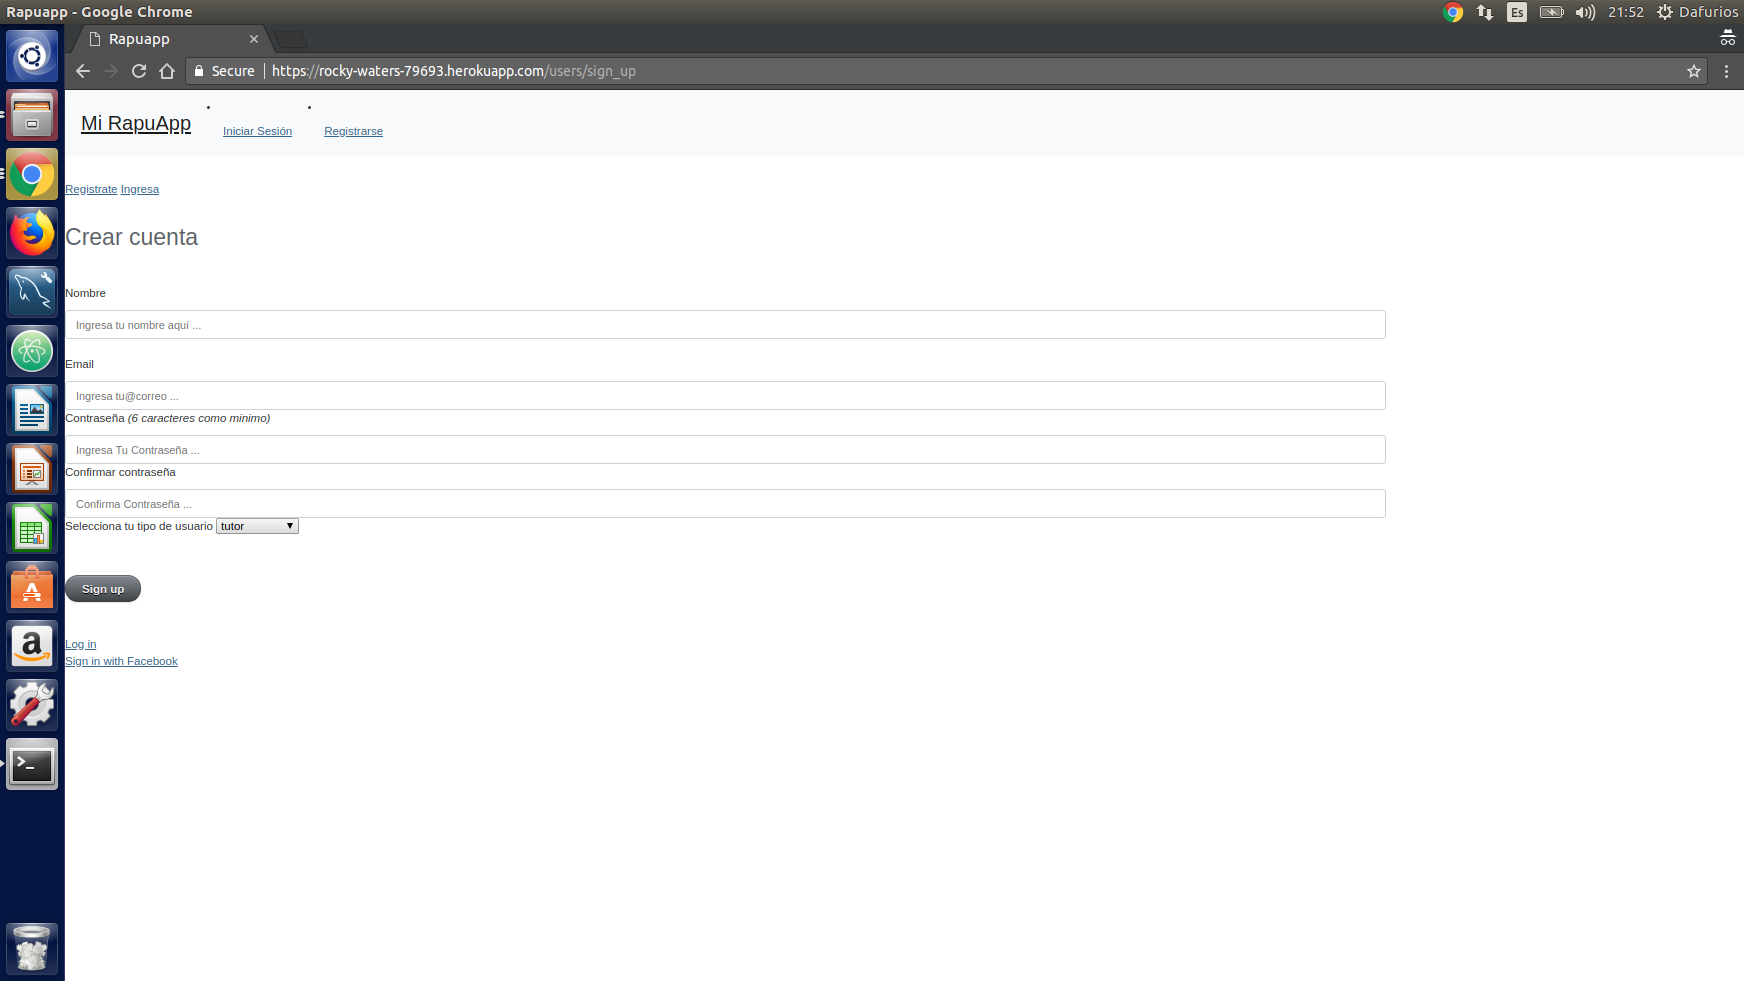 Rapuapp - Google Chrome
Es
21:52
Dafurios
Rapuapp
Secure
https://rocky-waters-79693.herokuapp.com/users/sign_up
Mi RapuApp
Iniciar Sesión
Registrarse
Registrate Ingresa
Crear cuenta
Nombre
Ingresa tu nombre aquí ...
Email
Ingresa tu@correo ...
Contraseña (6 caracteres como minimo)
Ingresa Tu Contraseña ...
Confirmar contraseña
Confirma Contraseña ...
Selecciona tu tipo de usuario tutor
Sign up
Log in
Sign in with Facebook